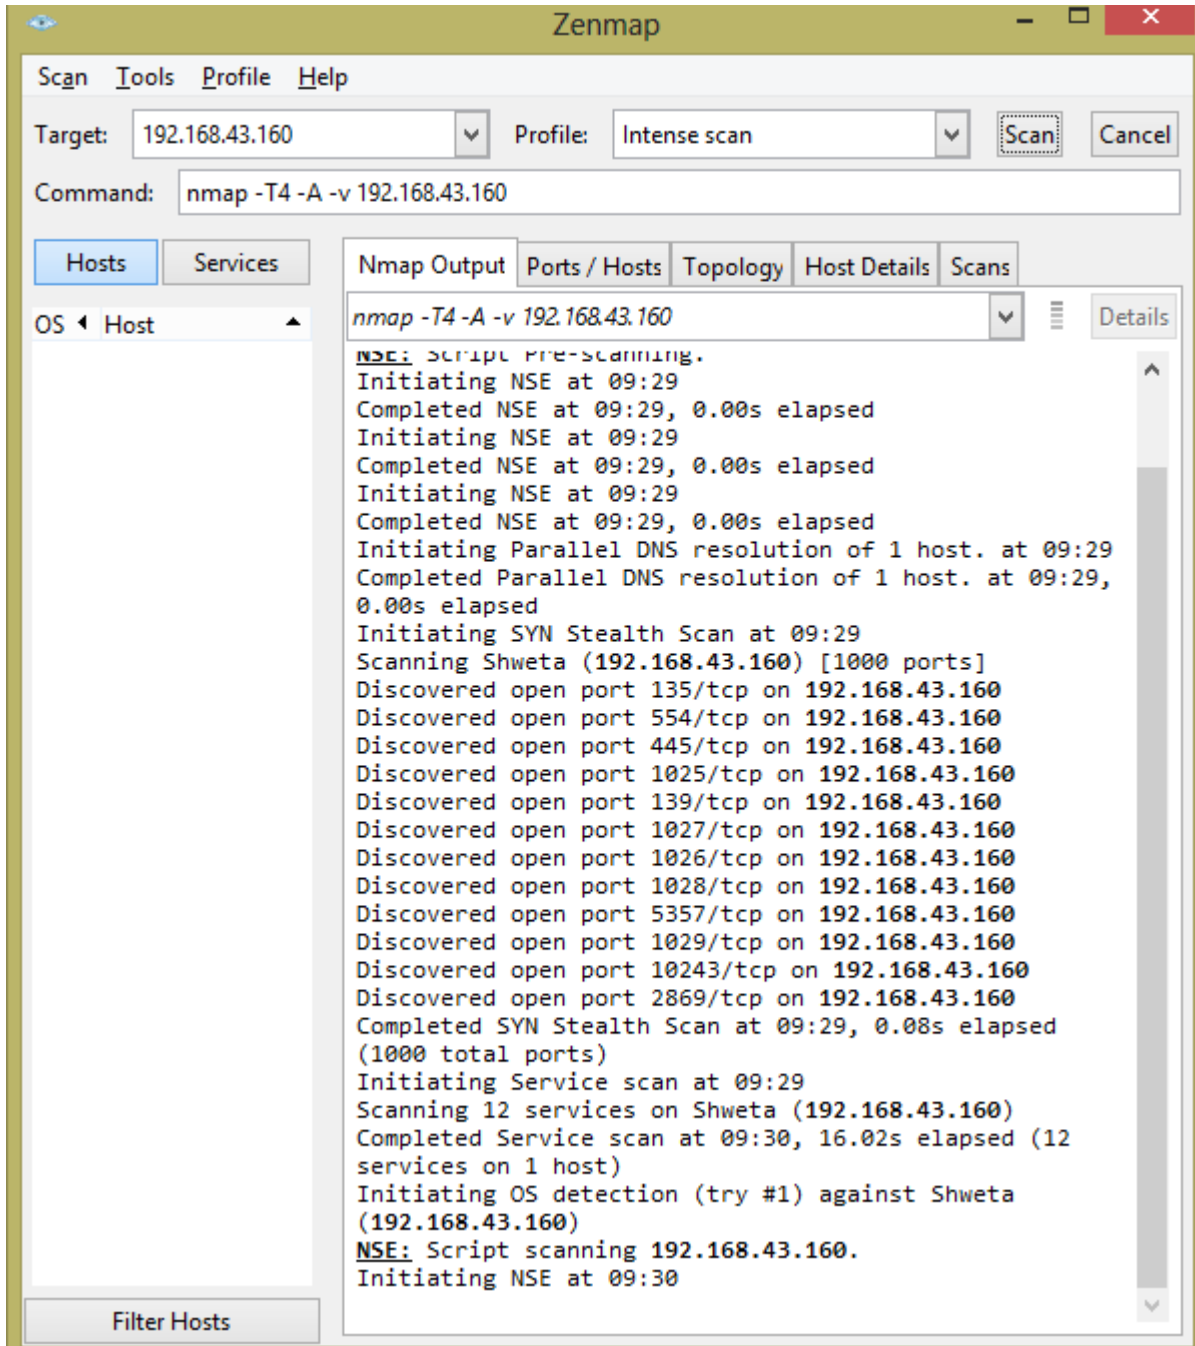 Zenmap
Scan Tools Profile Help
Target: 192.168.43.160 Profile: Intense scan Scan Cancel
Command: nmap -T4 -A -v 192.168.43.160
Hosts Services
Nmap Output Ports / Hosts Topology Host Details Scans
OS Host
nmap -T4 -A -v 192.168.43.160 Details
NSE: Script Pre-scanning.
Initiating NSE at 09:29
Completed NSE at 09:29, 0.00s elapsed
Initiating NSE at 09:29
Completed NSE at 09:29, 0.00s elapsed
Initiating NSE at 09:29
Completed NSE at 09:29, 0.00s elapsed
Initiating Parallel DNS resolution of 1 host. at 09:29
Completed Parallel DNS resolution of 1 host. at 09:29,
0.00s elapsed
Initiating SYN Stealth Scan at 09:29
Scanning Shweta (192.168.43.160) [1000 ports]
Discovered open port 135/tcp on 192.168.43.160
Discovered open port 554/tcp on 192.168.43.160
Discovered open port 445/tcp on 192.168.43.160
Discovered open port 1025/tcp on 192.168.43.160
Discovered open port 139/tcp on 192.168.43.160
Discovered open port 1027/tcp on 192.168.43.160
Discovered open port 1026/tcp on 192.168.43.160
Discovered open port 1028/tcp on 192.168.43.160
Discovered open port 5357/tcp on 192.168.43.160
Discovered open port 1029/tcp on 192.168.43.160
Discovered open port 10243/tcp on 192.168.43.160
Discovered open port 2869/tcp on 192.168.43.160
Completed SYN Stealth Scan at 09:29, 0.08s elapsed
(1000 total ports)
Initiating Service scan at 09:29
Scanning 12 services on Shweta (192.168.43.160)
Completed Service scan at 09:30, 16.02s elapsed (12
services on 1 host)
Initiating OS detection (try #1) against Shweta
(192.168.43.160)
NSE: Script scanning 192.168.43.160.
Initiating NSE at 09:30
Filter Hosts